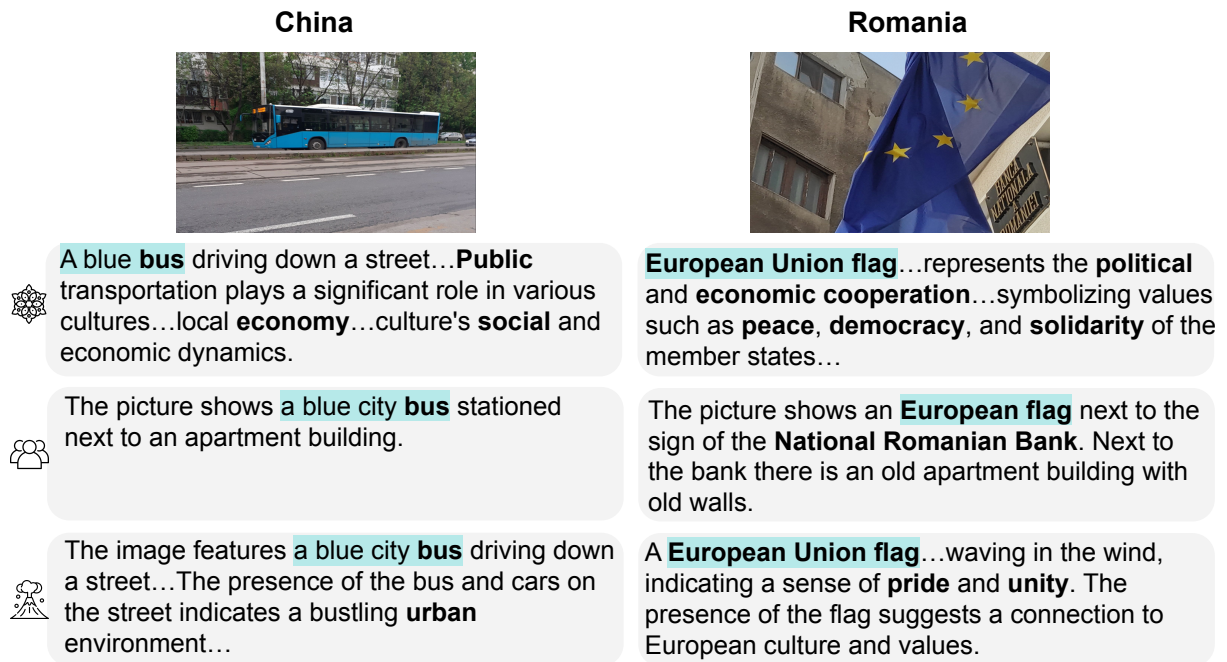 China
Romania
BANCA
NATIONALA
A
ROMÂNIEI
A blue bus driving down a street…Public
transportation plays a significant role in various
cultures…local economy…culture's social and
economic dynamics.
European Union flag…represents the political
and economic cooperation…symbolizing values
such as peace, democracy, and solidarity of the
member states…
The picture shows a blue city bus stationed
next to an apartment building.
The picture shows an European flag next to the
sign of the National Romanian Bank. Next to
the bank there is an old apartment building with
old walls.
The image features a blue city bus driving down
a street…The presence of the bus and cars on
the street indicates a bustling urban
environment…
A European Union flag…waving in the wind,
indicating a sense of pride and unity. The
presence of the flag suggests a connection to
European culture and values.